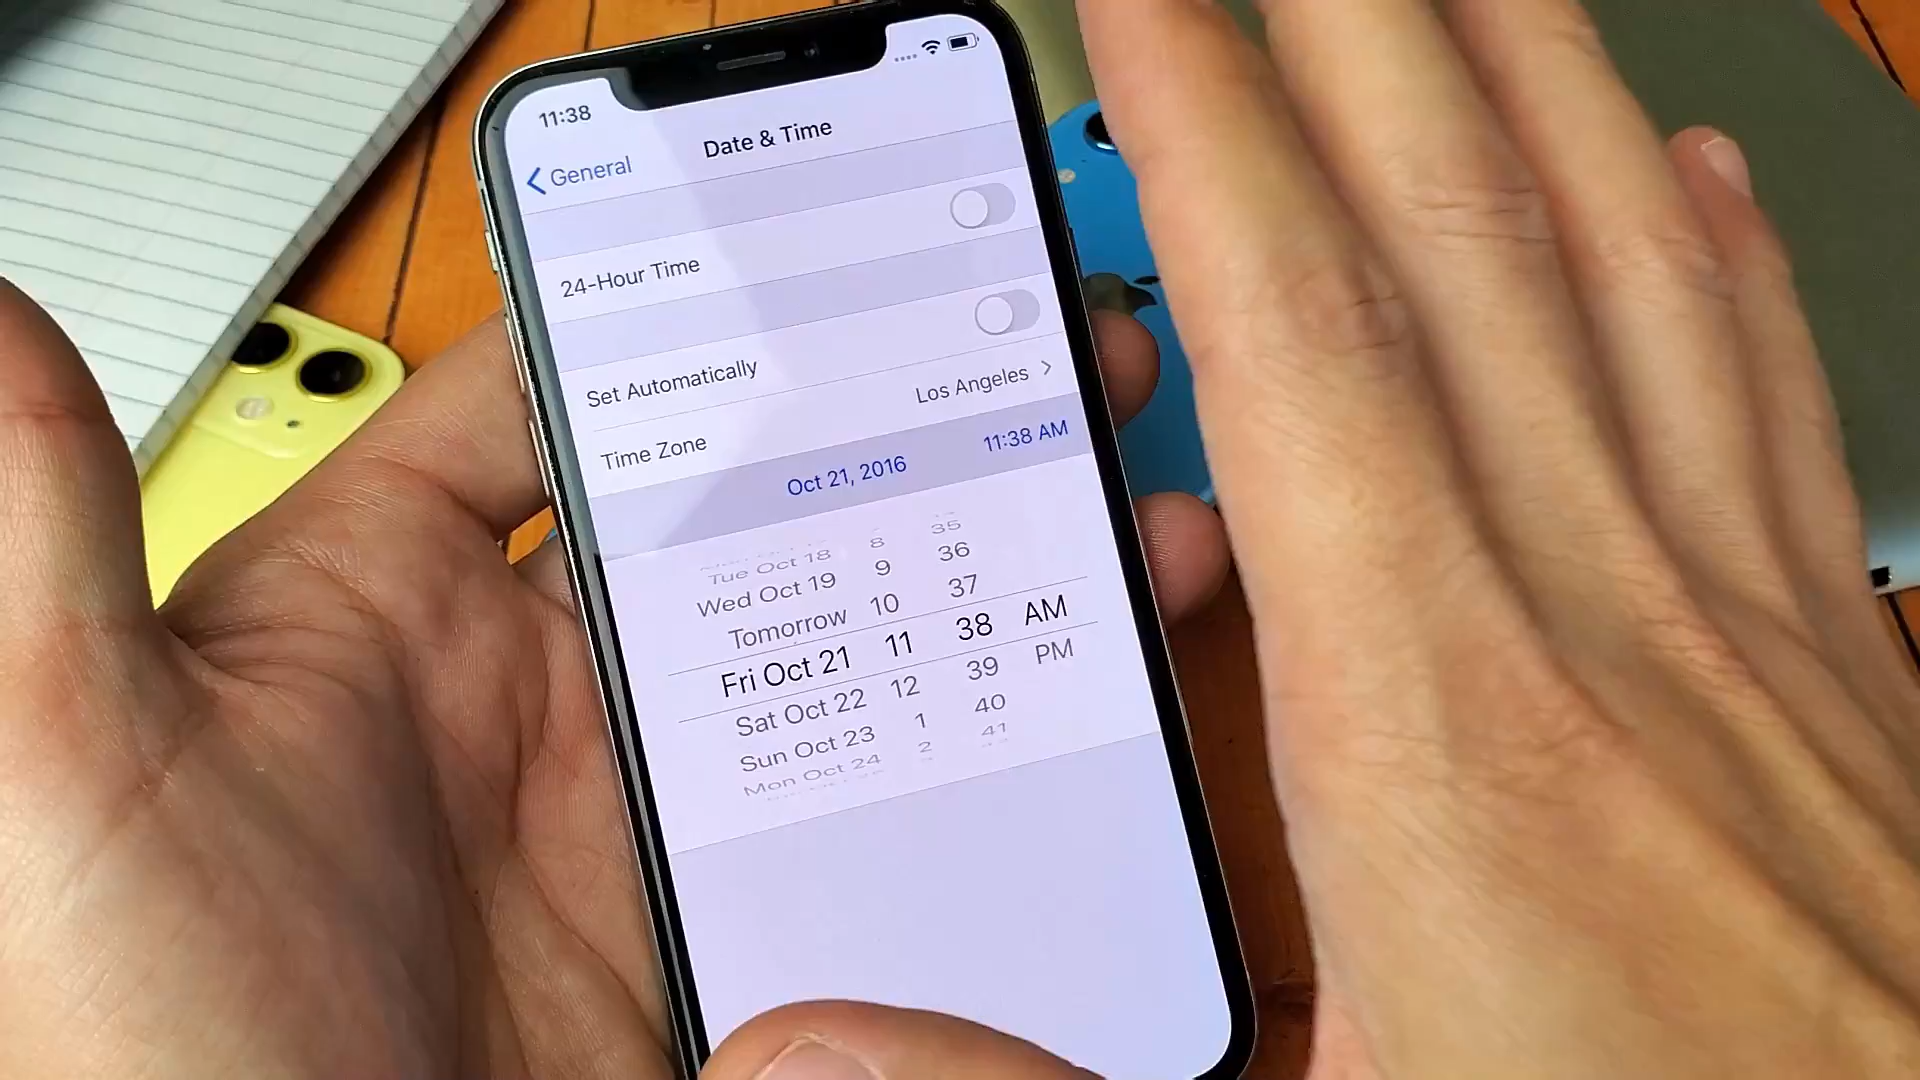 11:38
General
Date & Time
24-Hour Time
Set Automatically
Time Zone
Los Angeles
Oct 21, 2016
11:38 AM
8 35
Tue Oct 18 9 36
Wed Oct 19 10 37
Tomorrow
Fri Oct 21 11 38 AM
Sat Oct 22 12 39 PM
Sun Oct 23 1 40
Mon Oct 24 2 41